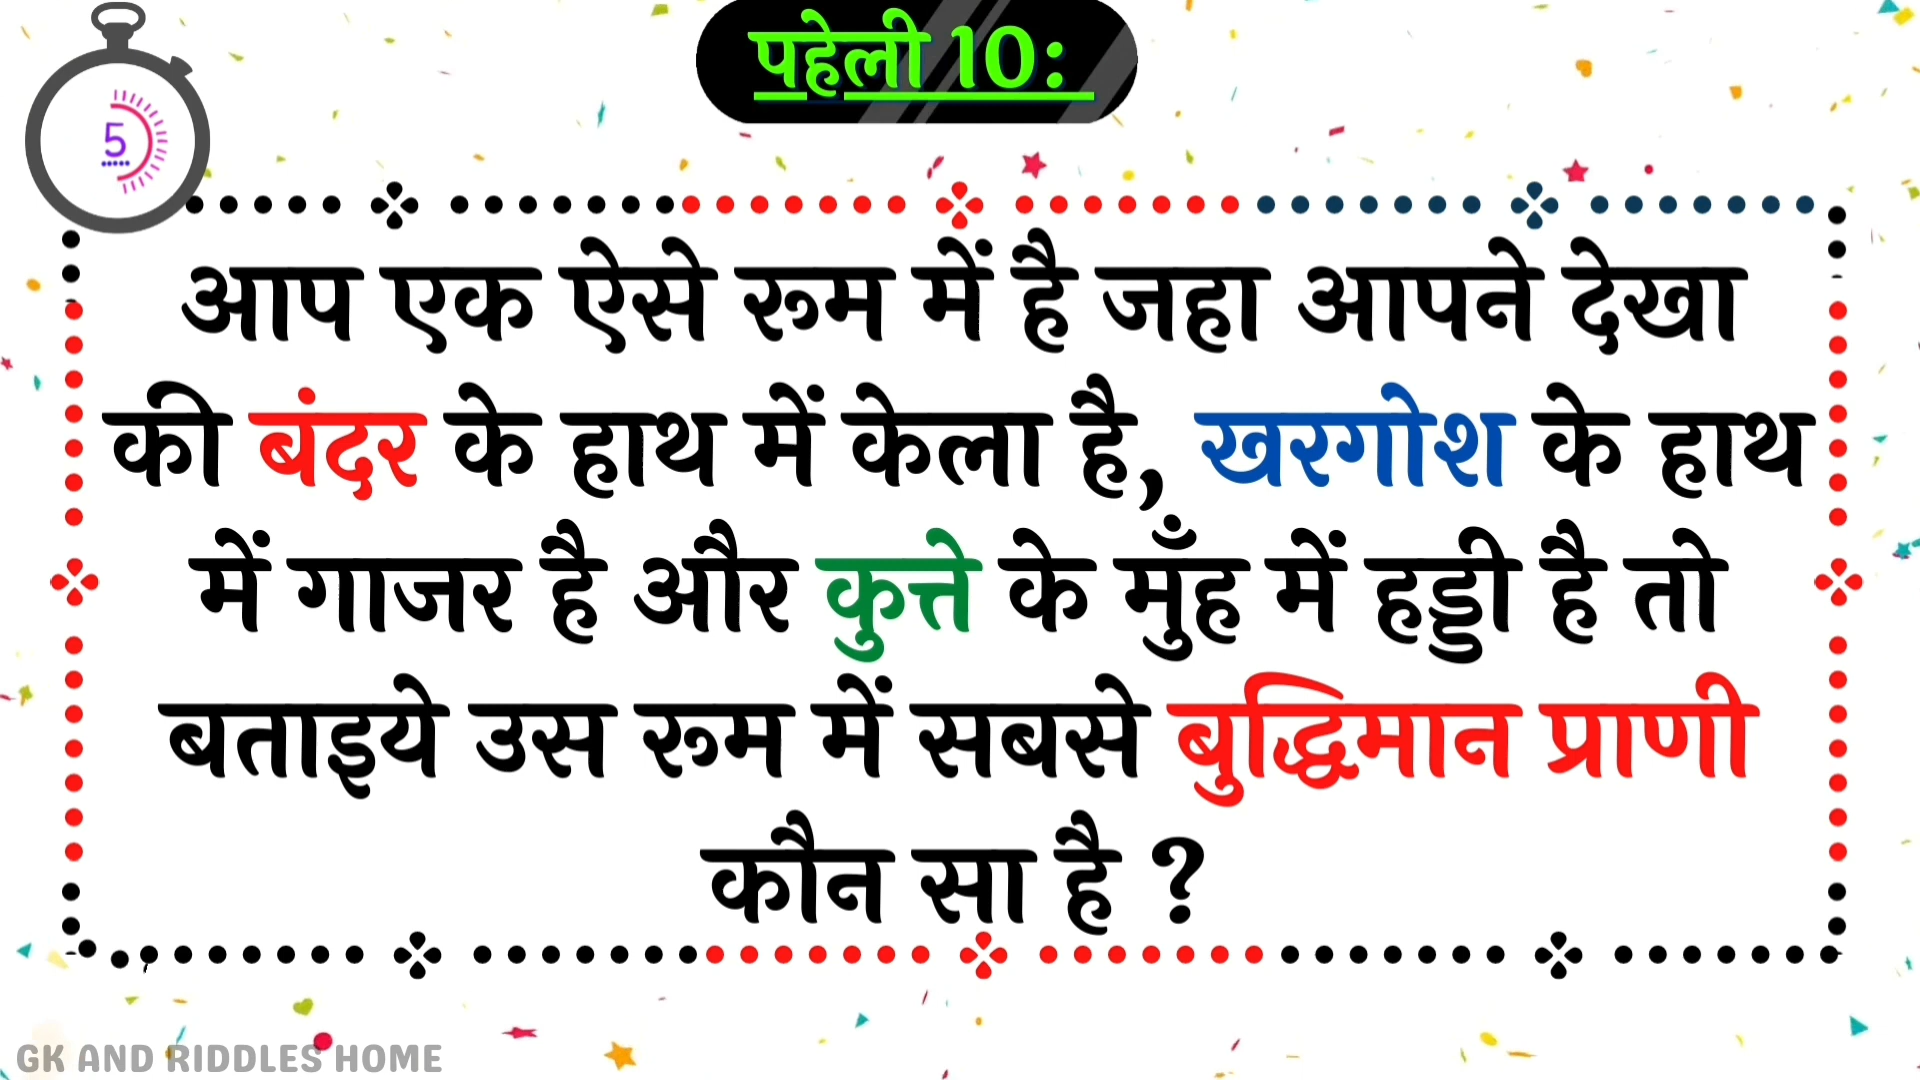 पहेली 10:
5
आप एक ऐसे रूम में है जहा आपने देखा
की बंदर के हाथ में केला है, खरगोश के हाथ
में गाजर है और कुत्ते के मुँह में हड्डी है तो
बताइये उस रूम में सबसे बुद्धिमान प्राणी
कौन सा है ?
GK AND RIDDLES HOME